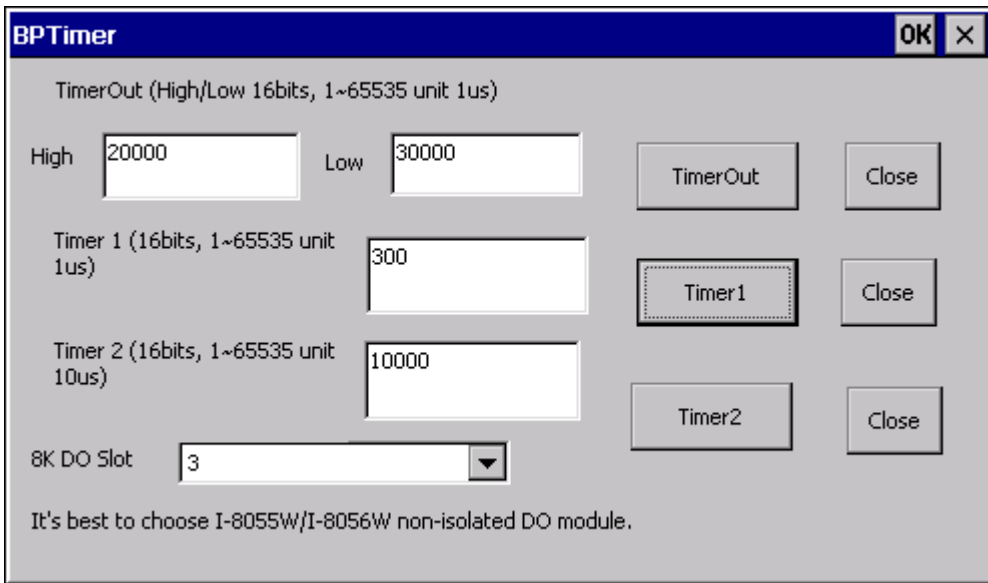 BPTimer OK
TimerOut (High/Low 16bits, 1~65535 unit 1us)
High 20000 Low 30000 TimerOut Close
Timer 1 (16bits, 1~65535 unit
1us)
300 Timer1 Close
Timer 2 (16bits, 1~65535 unit
10us)
10000 Timer2 Close
8K DO Slot 3
It's best to choose I-8055W/I-8056W non-isolated DO module.